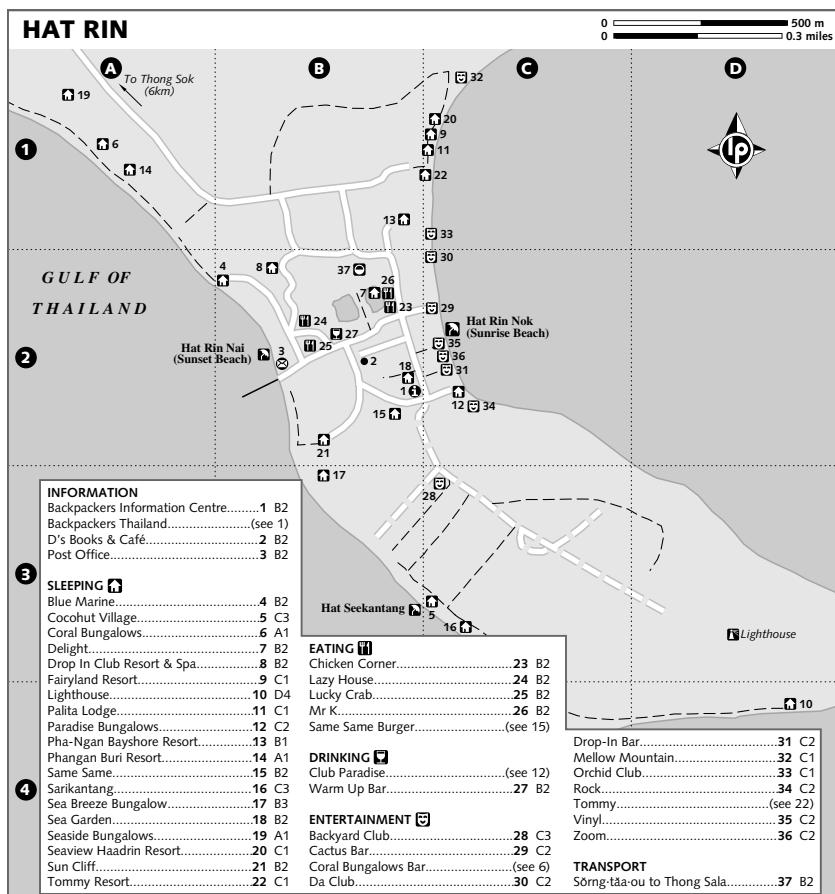 HAT RIN
0 500 m
0 0.3 miles
A
B
C
D
1
2
3
4
To Thong Sok
(6km)
19
6
14
32
20
9
11
22
13
33
30
4
8
37
26
7
23
29
24
27
25
3
2
35
36
31
18
1
12
34
15
21
17
28
5
16
10
GULF OF
THAILAND
Hat Rin Nok
(Sunrise Beach)
Hat Rin Nai
(Sunset Beach)
Hat Seekantang
Lighthouse
lp
INFORMATION
Backpackers Information Centre........1 B2
Backpackers Thailand....................(see 1)
D's Books & Café............................2 B2
Post Office.....................................3 B2
SLEEPING
Blue Marine....................................4 B2
Cocohut Village..............................5 C3
Coral Bungalows.............................6 A1
Delight...........................................7 B2
Drop In Club Resort & Spa...............8 B2
Fairyland Resort..............................9 C1
Lighthouse....................................10 D4
Palita Lodge..................................11 C1
Paradise Bungalows.......................12 C2
Pha-Ngan Bayshore Resort.............13 B1
Phangan Buri Resort......................14 A1
Same Same...................................15 B2
Sarikantang...................................16 C3
Sea Breeze Bungalow.....................17 B3
Sea Garden...................................18 B2
Seaside Bungalows........................19 A1
Seaview Haadrin Resort.................20 C1
Sun Cliff.......................................21 B2
Tommy Resort...............................22 C1
EATING
Chicken Corner..............................23 B2
Lazy House...................................24 B2
Lucky Crab...................................25 B2
Mr K............................................26 B2
Same Same Burger....................(see 15)
DRINKING
Club Paradise............................(see 12)
Warm Up Bar................................27 B2
ENTERTAINMENT
Backyard Club...............................28 C3
Cactus Bar....................................29 C2
Coral Bungalows Bar...................(see 6)
Da Club........................................30 C2
Drop-In Bar..................................31 C2
Mellow Mountain..........................32 C1
Orchid Club..................................33 C1
Rock............................................34 C2
Tommy......................................(see 22)
Vinyl............................................35 C2
Zoom...........................................36 C2
TRANSPORT
Sŏrng·tăa·ou to Thong Sala............37 B2